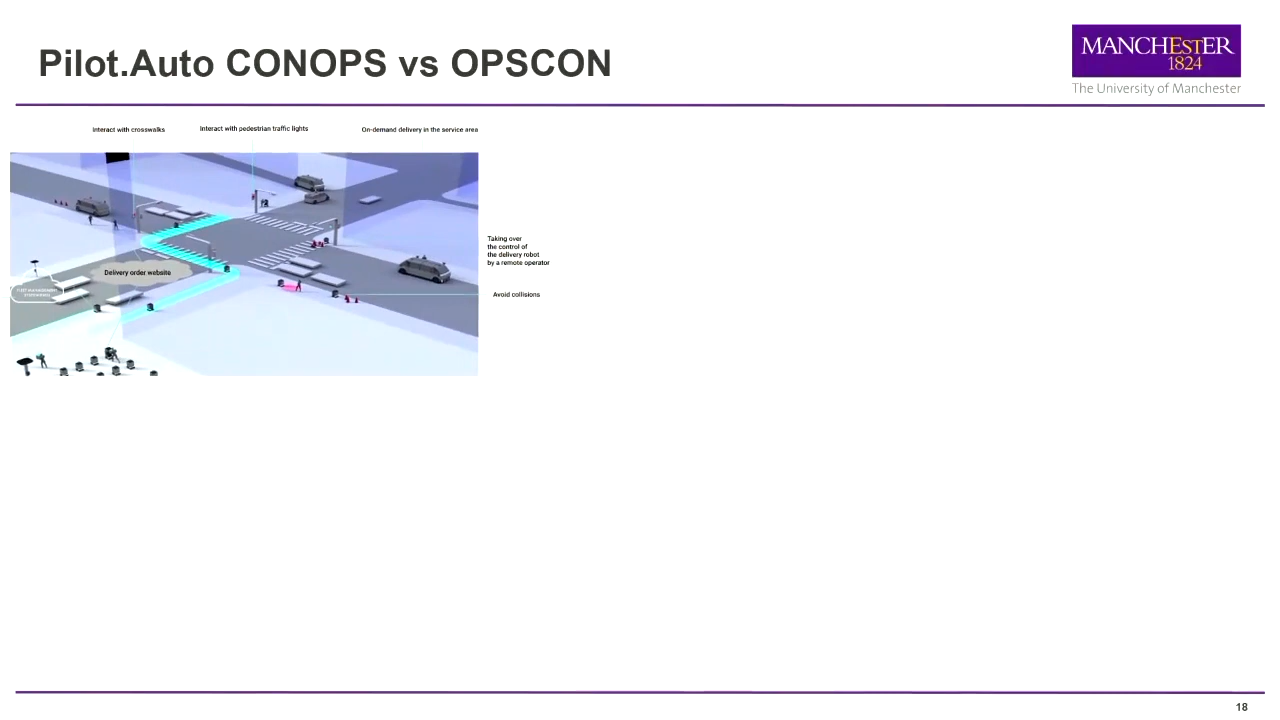 Pilot.Auto CONOPS vs OPSCON
MANCHESTER
1824
The University of Manchester
Interact with crosswalks
Interact with pedestrian traffic lights
On-demand delivery in the service area
Taking over
the control of
the delivery robot
by a remote operator
Delivery order website
Avoid collisions
18